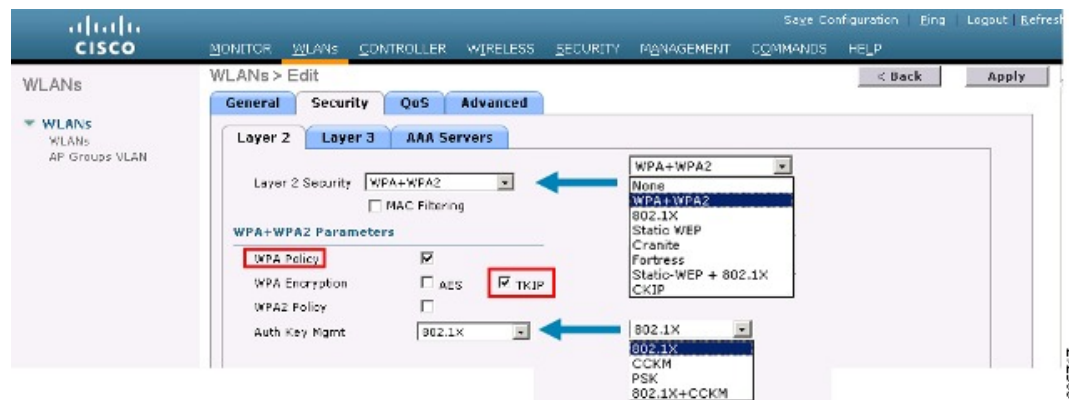 Save Configuration | Ping | Logout | Refresh
CISCO
MONITOR WLANs CONTROLLER WIRELESS SECURITY MANAGEMENT COMMANDS HELP
WLANs
WLANs > Edit
< Back
Apply
General Security QoS Advanced
WLANs
WLANs
AP Groups VLAN
Layer 2 Layer 3 AAA Servers
Layer 2 Security WPA+WPA2
MAC Filtering
WPA+WPA2
None
WPA+WPA2
802.1X
Static WEP
Cranite
Fortress
Static-WEP + 802.1X
CKIP
WPA+WPA2 Parameters
WPA Policy
WPA Encryption AES TKIP
WPA2 Policy
Auth Key Mgmt 802.1X
802.1X
802.1X
CCKM
PSK
802.1X+CCKM